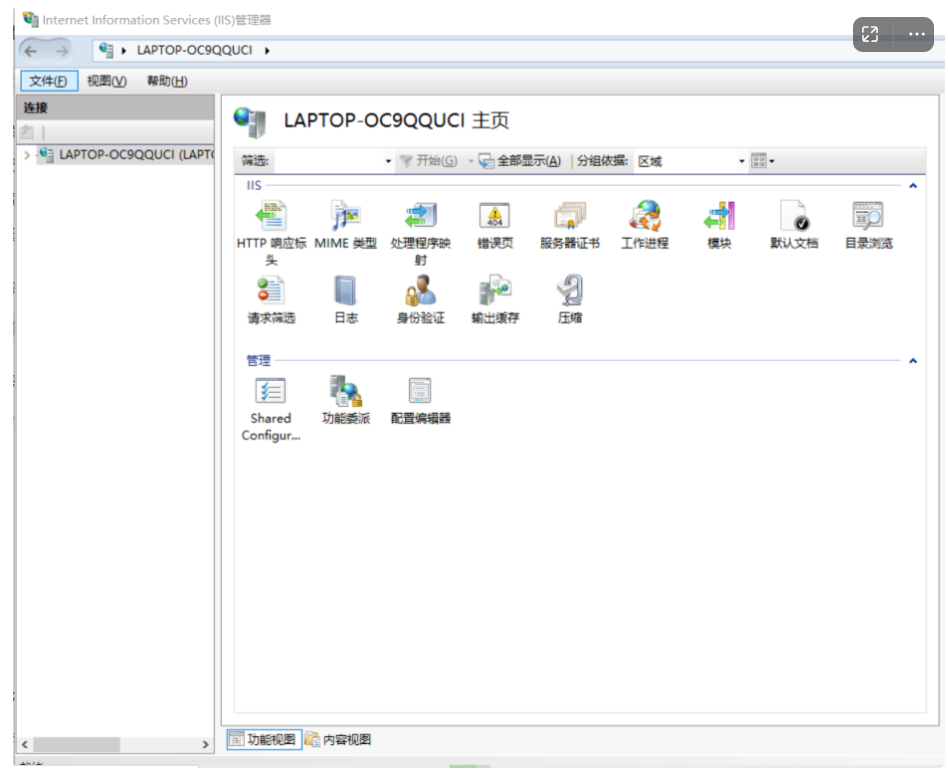 Internet Information Services (IIS)管理器
LAPTOP-OC9QQUCI
文件(F) 视图(V) 帮助(H)
连接
LAPTOP-OC9QQUCI (LAPT
LAPTOP-OC9QQUCI 主页
筛选: 开始(G) 全部显示(A) 分组依据: 区域
IIS
HTTP 响应标头
MIME 类型
处理程序映射
404
错误页
服务器证书
工作进程
模块
默认文档
目录浏览
请求筛选
日志
身份验证
输出缓存
压缩
管理
Shared
Configur...
功能委派
配置编辑器
功能视图 内容视图